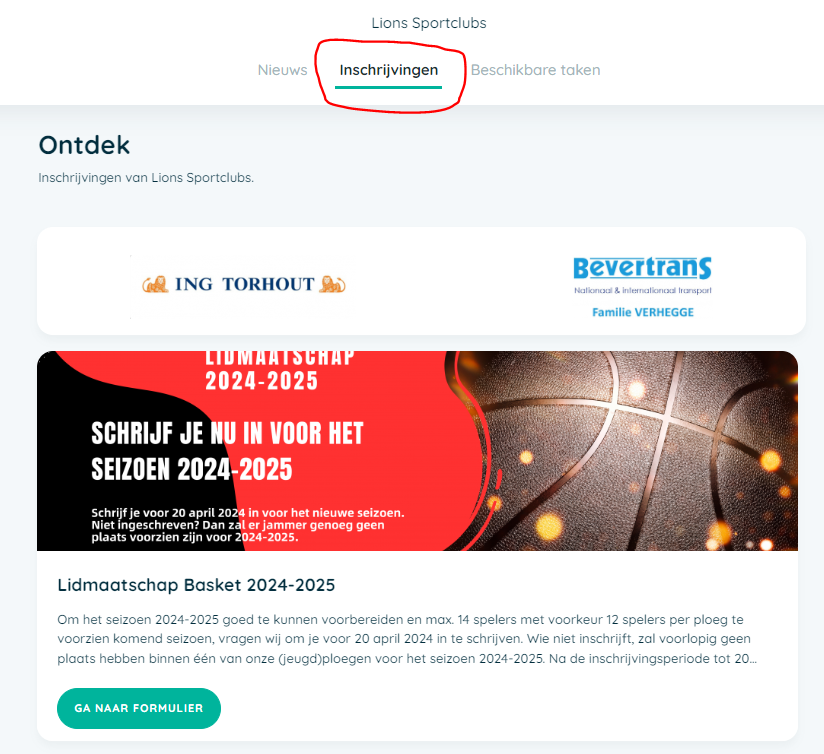 Lions Sportclubs
Nieuws Inschrijvingen Beschikbare taken
Ontdek
Inschrijvingen van Lions Sportclubs.
ING TORHOUT
Bevertrans
Nationaal & internationaal transport
Familie VERHEGGE
LIDMAATSCHAP
2024-2025
SCHRIJF JE NU IN VOOR HET
SEIZOEN 2024-2025
Schrijf je voor 20 april 2024 in voor het nieuwe seizoen.
Niet ingeschreven? Dan zal er jammer genoeg geen
plaats voorzien zijn voor 2024-2025.
Lidmaatschap Basket 2024-2025
Om het seizoen 2024-2025 goed te kunnen voorbereiden en max. 14 spelers met voorkeur 12 spelers per ploeg te
voorzien komend seizoen, vragen wij om je voor 20 april 2024 in te schrijven. Wie niet inschrijft, zal voorlopig geen
plaats hebben binnen één van onze (jeugd)ploegen voor het seizoen 2024-2025. Na de inschrijvingsperiode tot 20...
GA NAAR FORMULIER